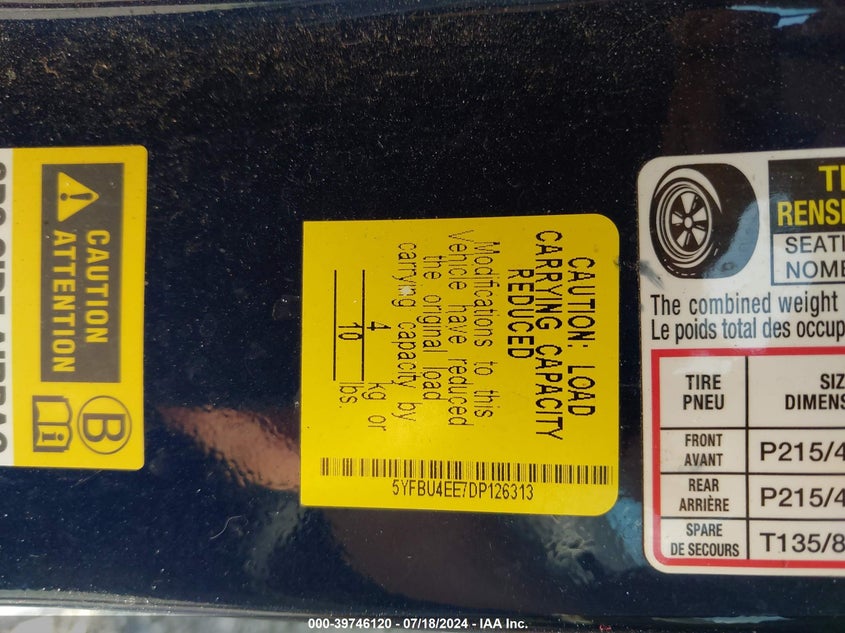 CAUTION
ATTENTION
B
CAUTION: LOAD
CARRYING CAPACITY
REDUCED
Modifications to this
vehicle have reduced
the original load
carrying capacity by
4 kg or
10 lbs.
5YFBU4EE7DP126313
RENSE
SEATI
NOMB
The combined weight
Le poids total des occup
TIRE
PNEU
SIZ
DIMENS
FRONT
AVANT
P215/4
REAR
ARRIÈRE
P215/4
SPARE
DE SECOURS
T135/8
000-39746120 - 07/18/2024 - IAA Inc.